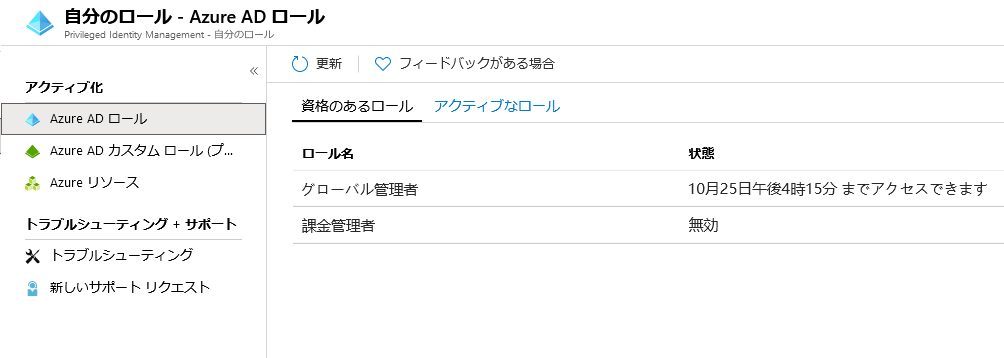 自分のロール - Azure AD ロール
Privileged Identity Management - 自分のロール
«
更新
フィードバックがある場合
アクティブ化
Azure AD ロール
Azure AD カスタム ロール (プ...
Azure リソース
トラブルシューティング + サポート
トラブルシューティング
新しいサポート リクエスト
資格のあるロール アクティブなロール
ロール名 状態
グローバル管理者 10月25日午後4時15分 までアクセスできます
課金管理者 無効